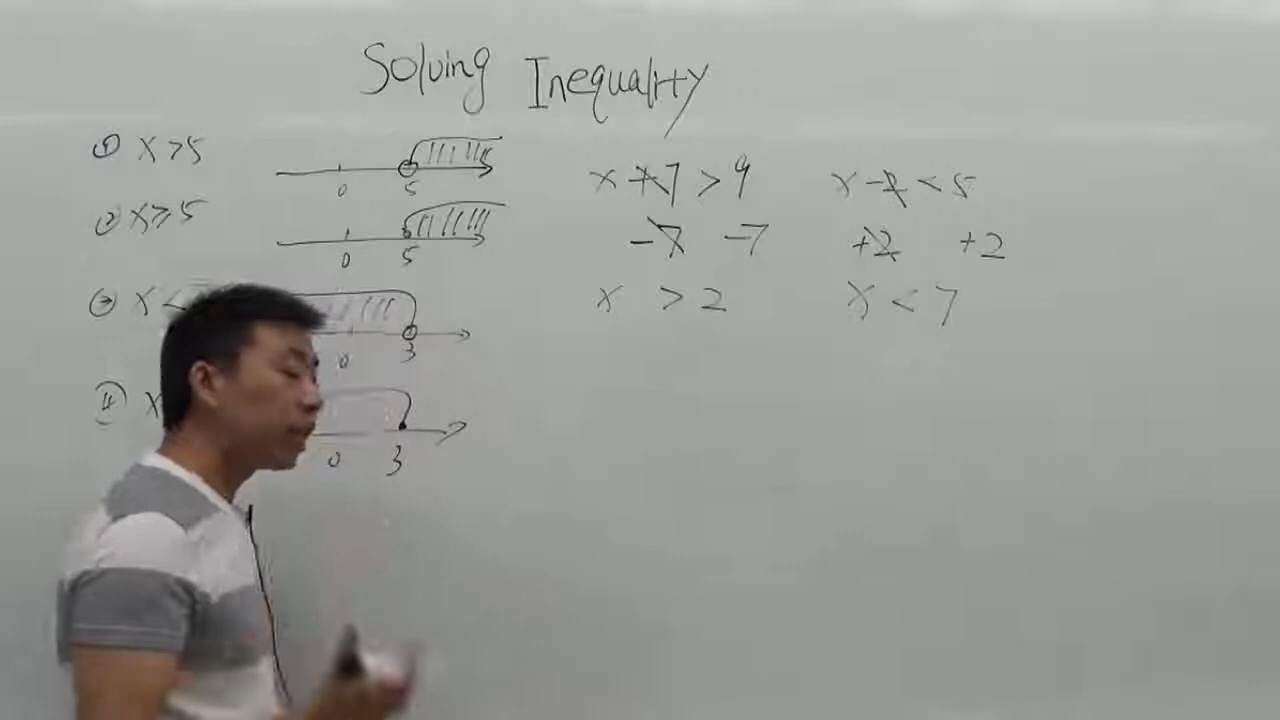 Solving Inequality
① x > 5
0 5
② x ≥ 5
0 5
③ x <
0 3
④ x
0 3
x + 7 > 9
- 7 - 7
x > 2
x - 2 < 5
+ 2 + 2
x < 7